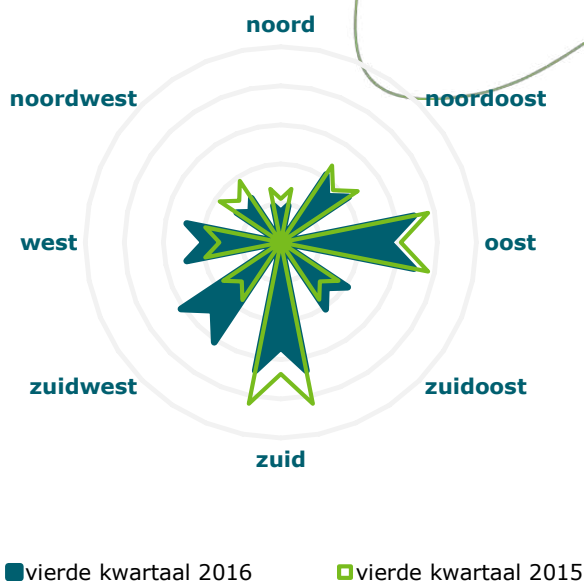 noord
noordwest
noordoost
west
oost
zuidwest
zuidoost
zuid
vierde kwartaal 2016
vierde kwartaal 2015